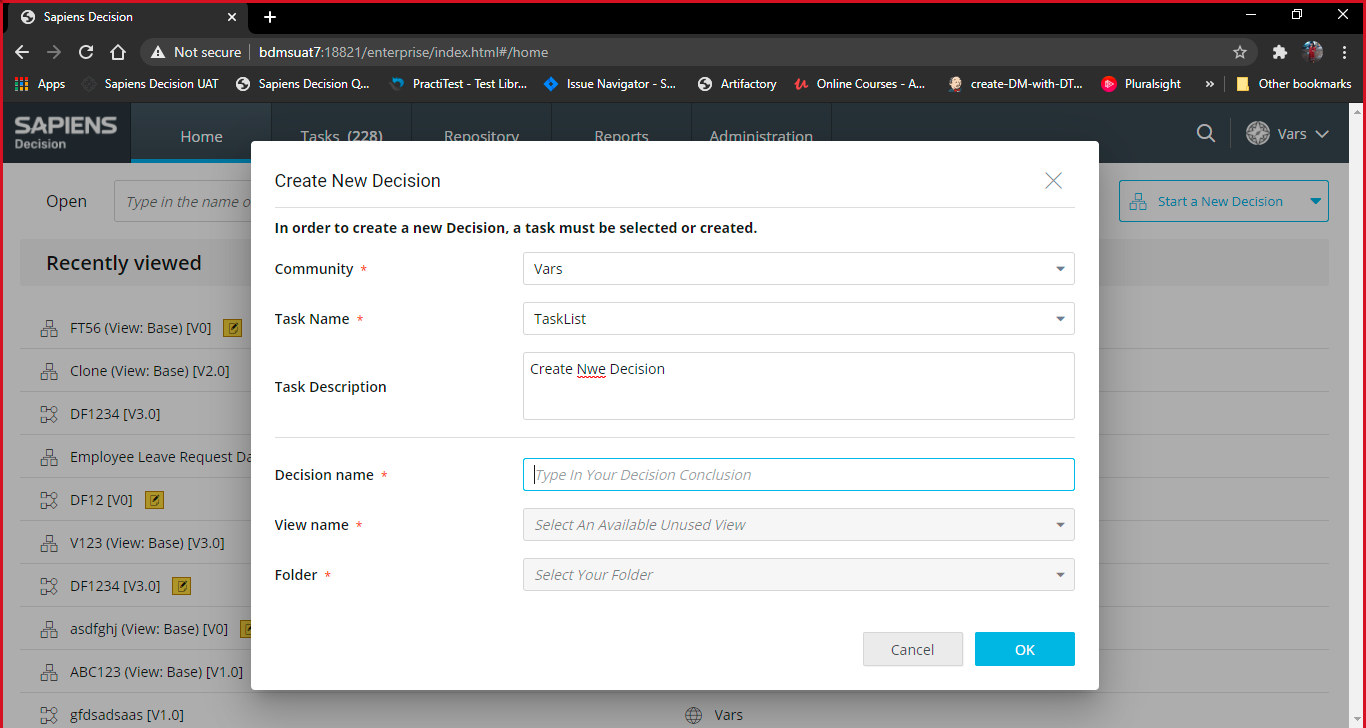 Sapiens Decision
Not secure bdmsuat7:18821/enterprise/index.html#/home
Apps Sapiens Decision UAT Sapiens Decision Q... PractiTest - Test Libr... Issue Navigator - S... Artifactory Online Courses - A... create-DM-with-DT... Pluralsight » Other bookmarks
SAPIENS
Decision
Home Tasks (228) Repository Reports Administration Vars
Open Type in the name o Start a New Decision
Recently viewed
FT56 (View: Base) [V0]
Clone (View: Base) [V2.0]
DF1234 [V3.0]
Employee Leave Request Da
DF12 [V0]
V123 (View: Base) [V3.0]
DF1234 [V3.0]
asdfghj (View: Base) [V0]
ABC123 (View: Base) [V1.0]
gfdsadsaas [V1.0] Vars
Create New Decision
In order to create a new Decision, a task must be selected or created.
Community * Vars
Task Name * TaskList
Task Description Create Nwe Decision
Decision name * Type In Your Decision Conclusion
View name * Select An Available Unused View
Folder * Select Your Folder
Cancel OK